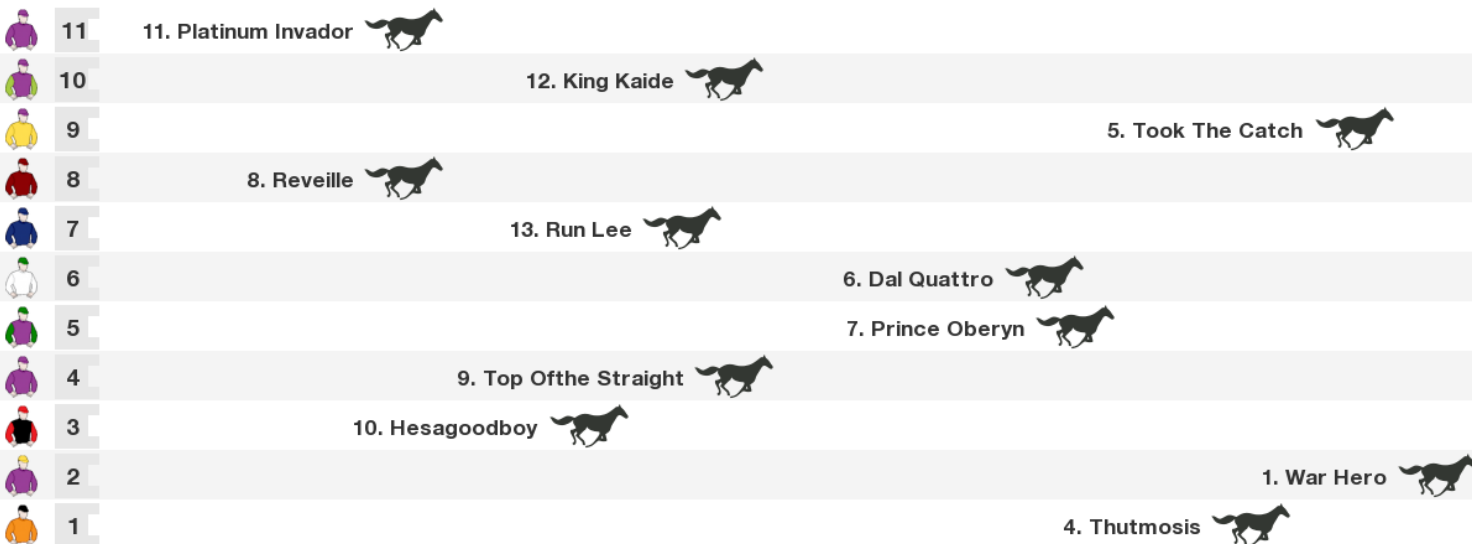 11 11. Platinum Invador
10 12. King Kaide
9 5. Took The Catch
8 8. Reveille
7 13. Run Lee
6 6. Dal Quattro
5 7. Prince Oberyn
4 9. Top Ofthe Straight
3 10. Hesagoodboy
2 1. War Hero
1 4. Thutmosis